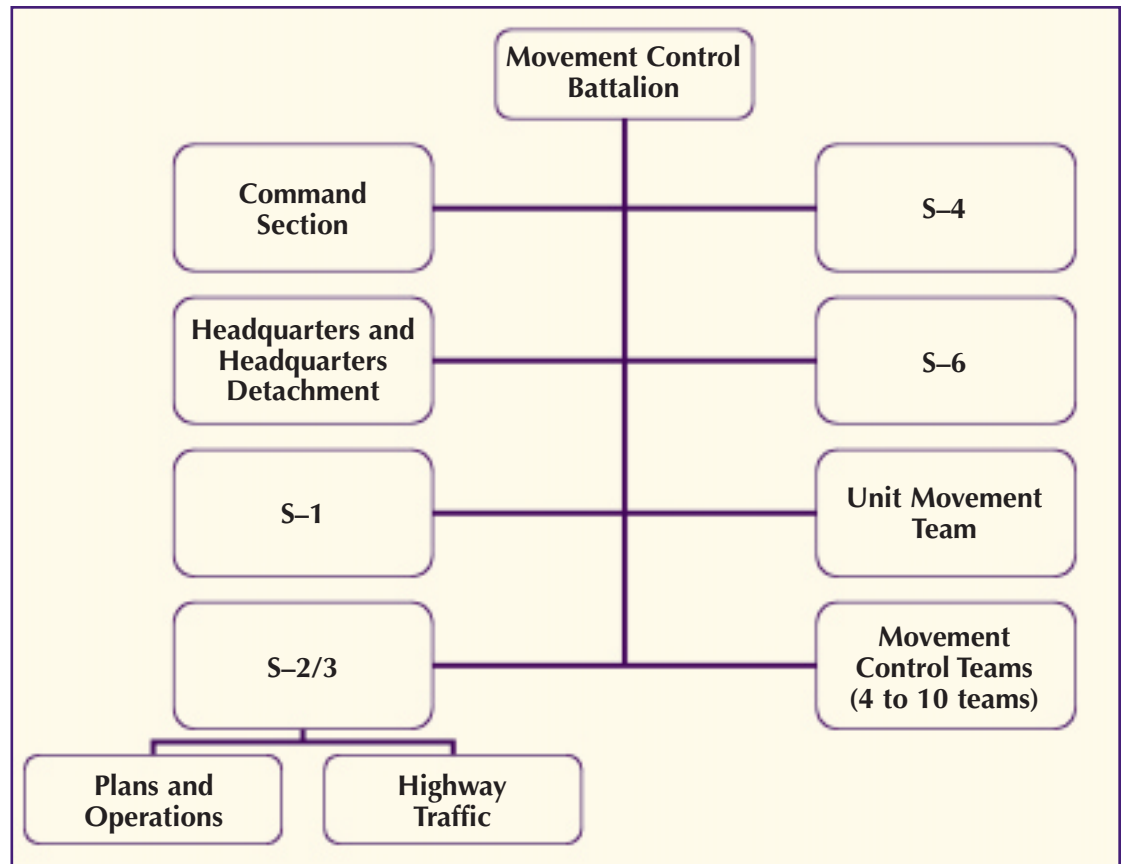 Movement Control
Battalion
Command
Section
S–4
Headquarters and
Headquarters
Detachment
S–6
S–1
Unit Movement
Team
S–2/3
Movement
Control Teams
(4 to 10 teams)
Plans and
Operations
Highway
Traffic